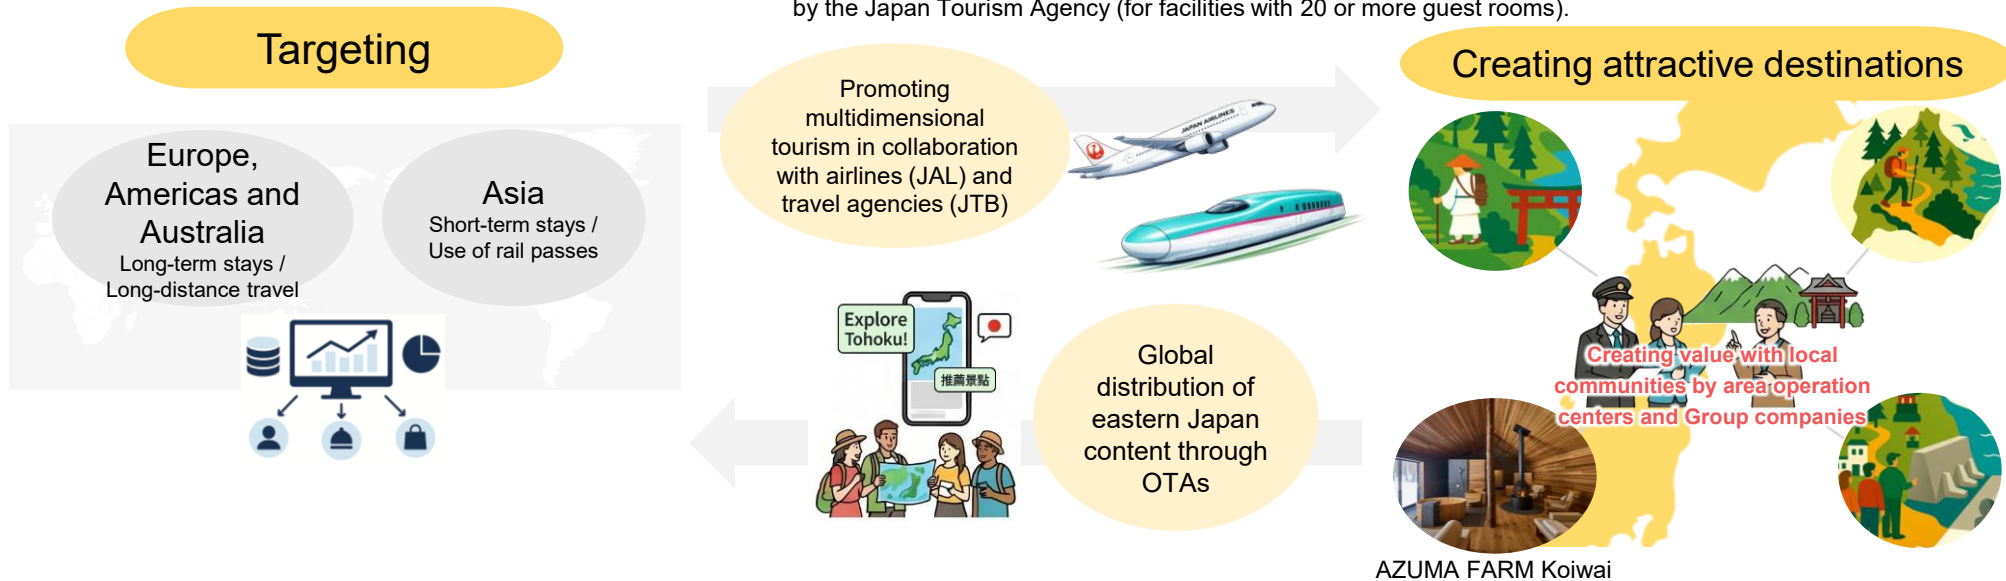 by the Japan Tourism Agency (for facilities with 20 or more guest rooms).
Targeting
Europe,
Americas and
Australia
Long-term stays /
Long-distance travel
Asia
Short-term stays /
Use of rail passes
Promoting
multidimensional
tourism in collaboration
with airlines (JAL) and
travel agencies (JTB)
JAPAN AIRLINES
Explore
Tohoku!
推薦景點
Global
distribution of
eastern Japan
content through
OTAs
Creating attractive destinations
Creating value with local
communities by area operation
centers and Group companies
AZUMA FARM Koiwai